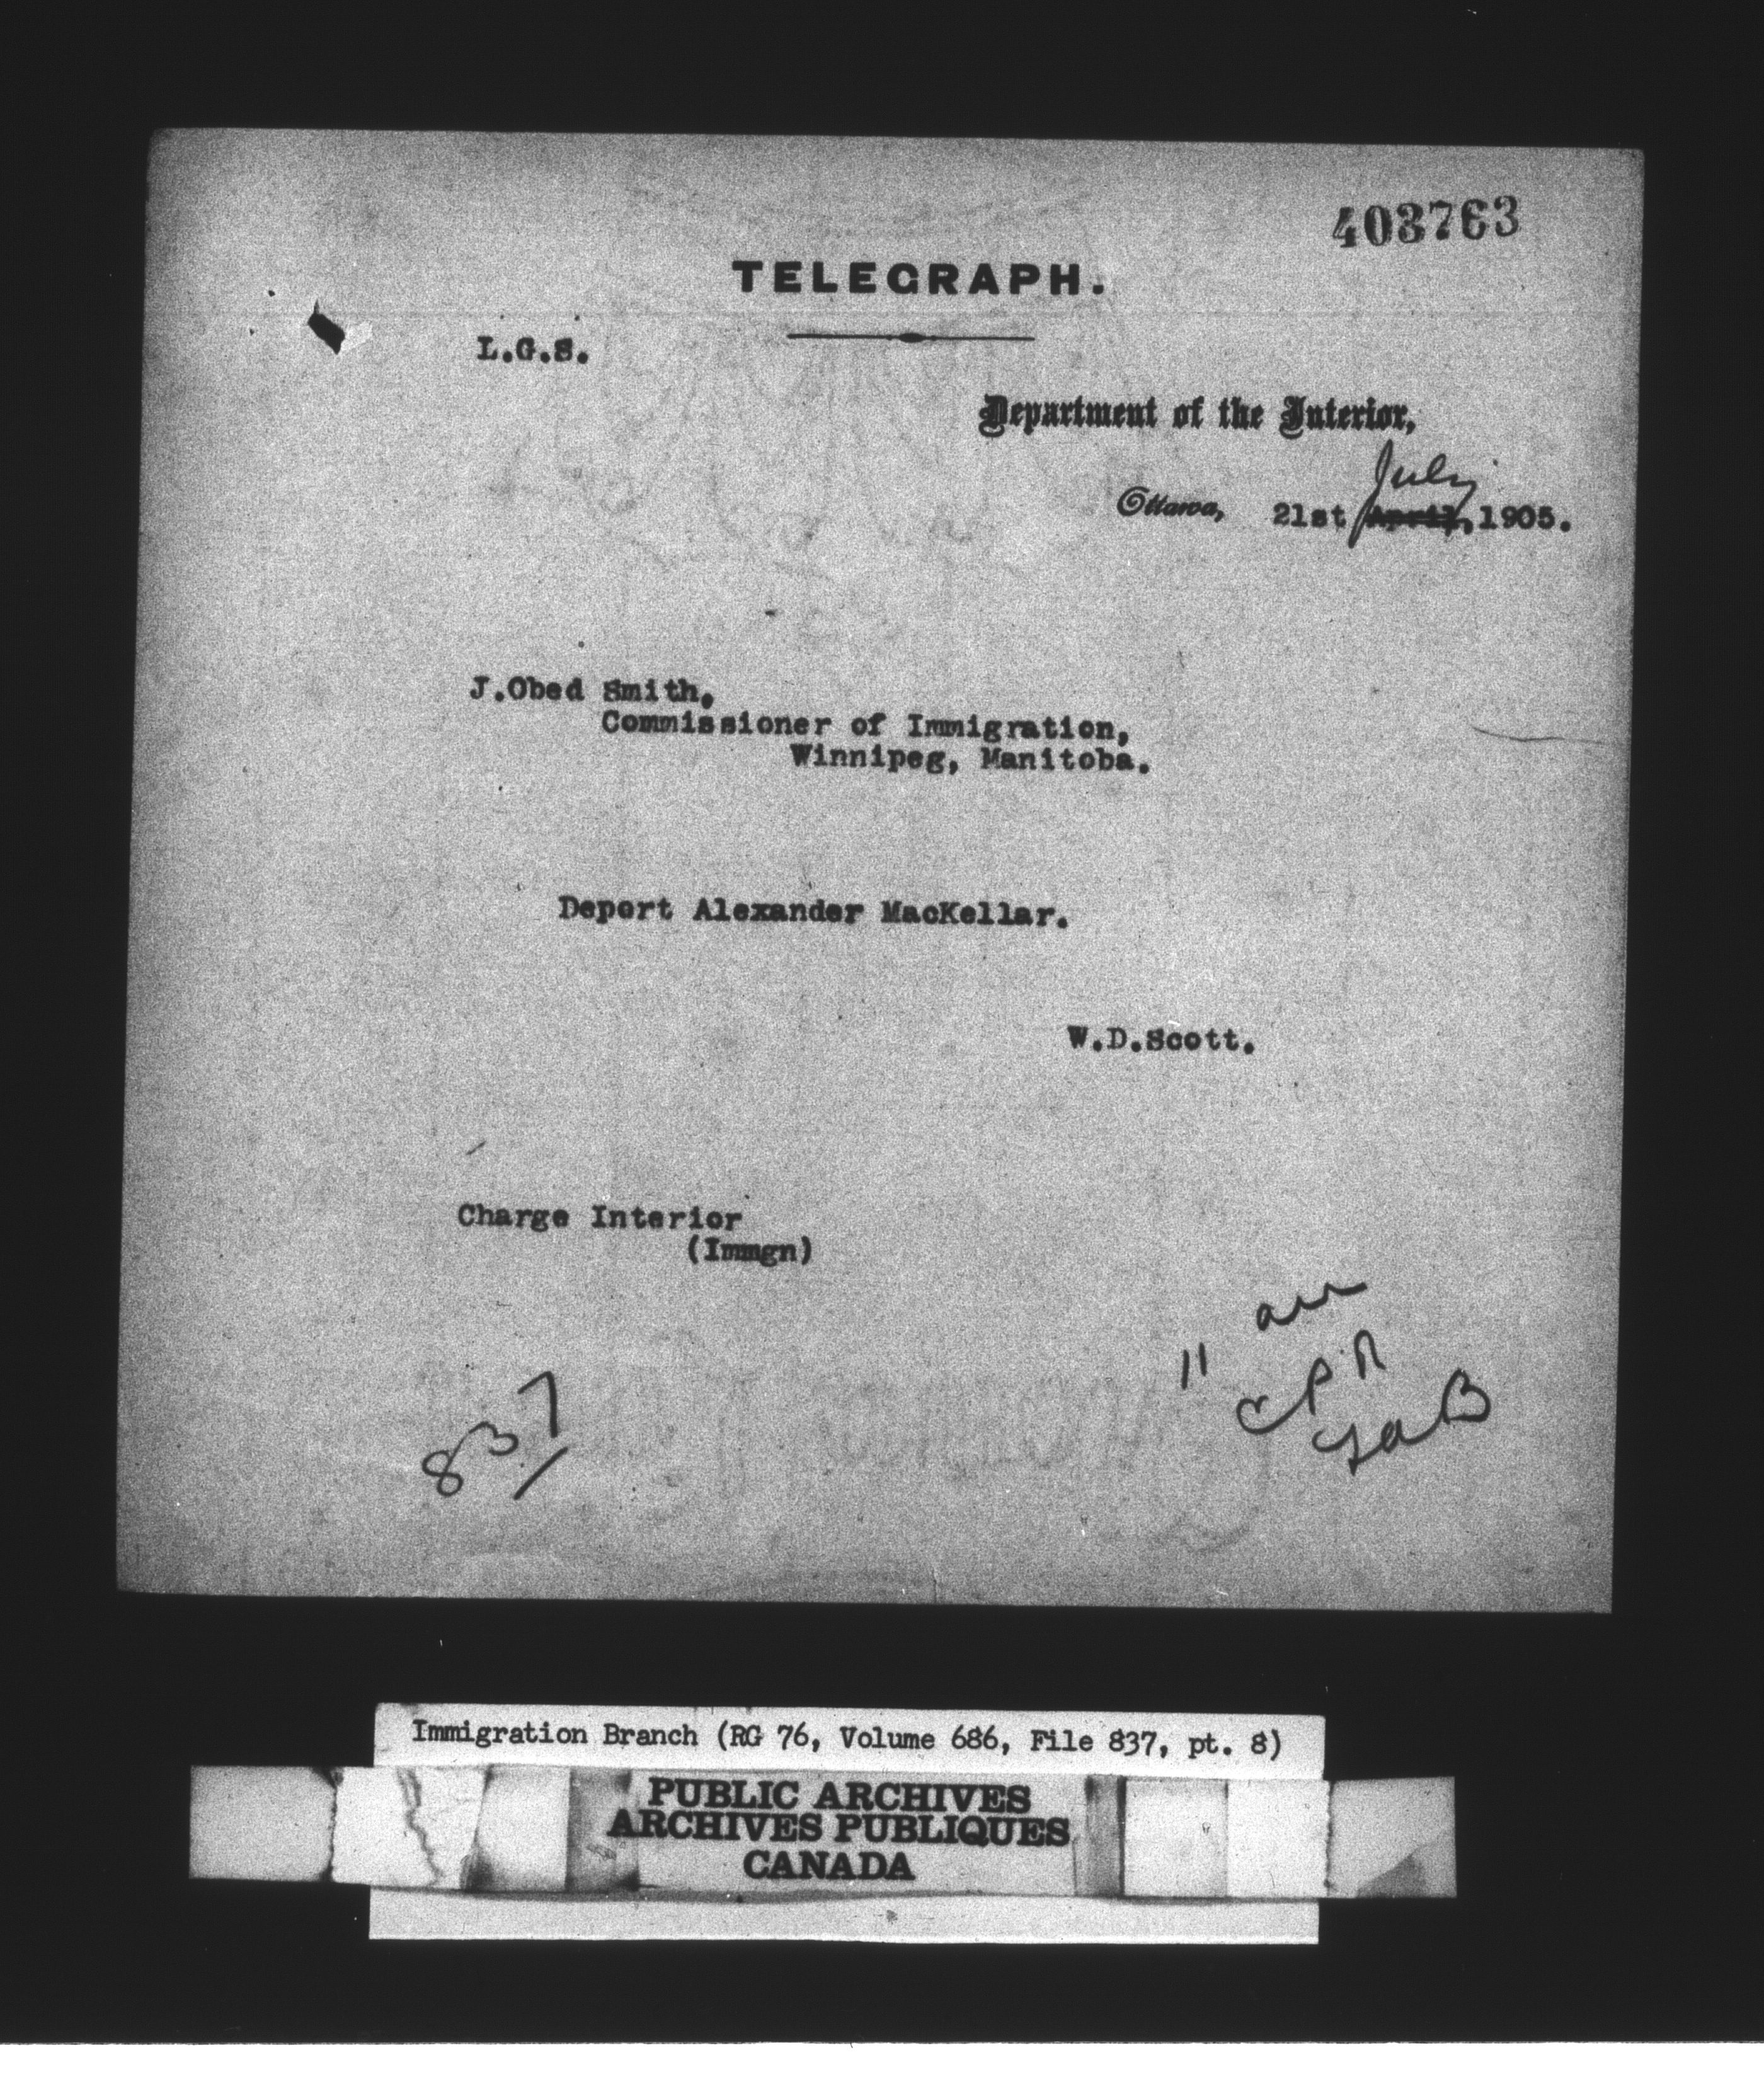 403763
TELEGRAPH.
L.G.S.
Department of the Interior,
July
Ottawa, 21st April, 1905.
J.Obed Smith,
Commissioner of Immigration,
Winnipeg, Manitoba.
Deport Alexander MacKellar.
W.D.Scott.
Charge Interior
(Immgn)
11
CPR
837
Immigration Branch (RG 76, Volume 686, File 837, pt. 8)
PUBLIC ARCHIVES
ARCHIVES PUBLIQUES
CANADA